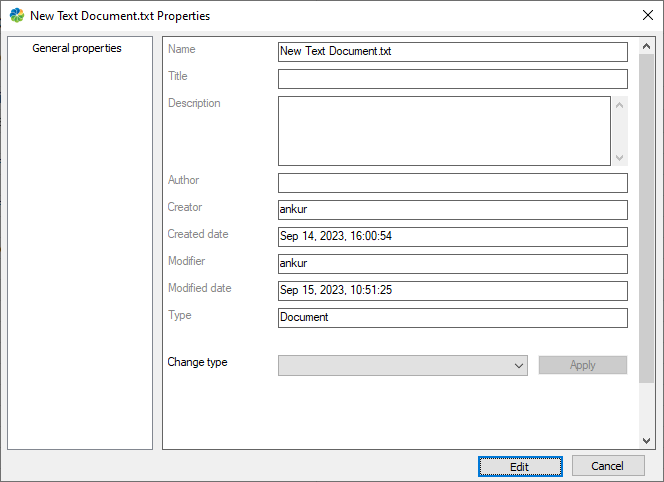 New Text Document.txt Properties
General properties
Name New Text Document.txt
Title
Description
Author
Creator ankur
Created date Sep 14, 2023, 16:00:54
Modifier ankur
Modified date Sep 15, 2023, 10:51:25
Type Document
Change type Apply
Edit Cancel